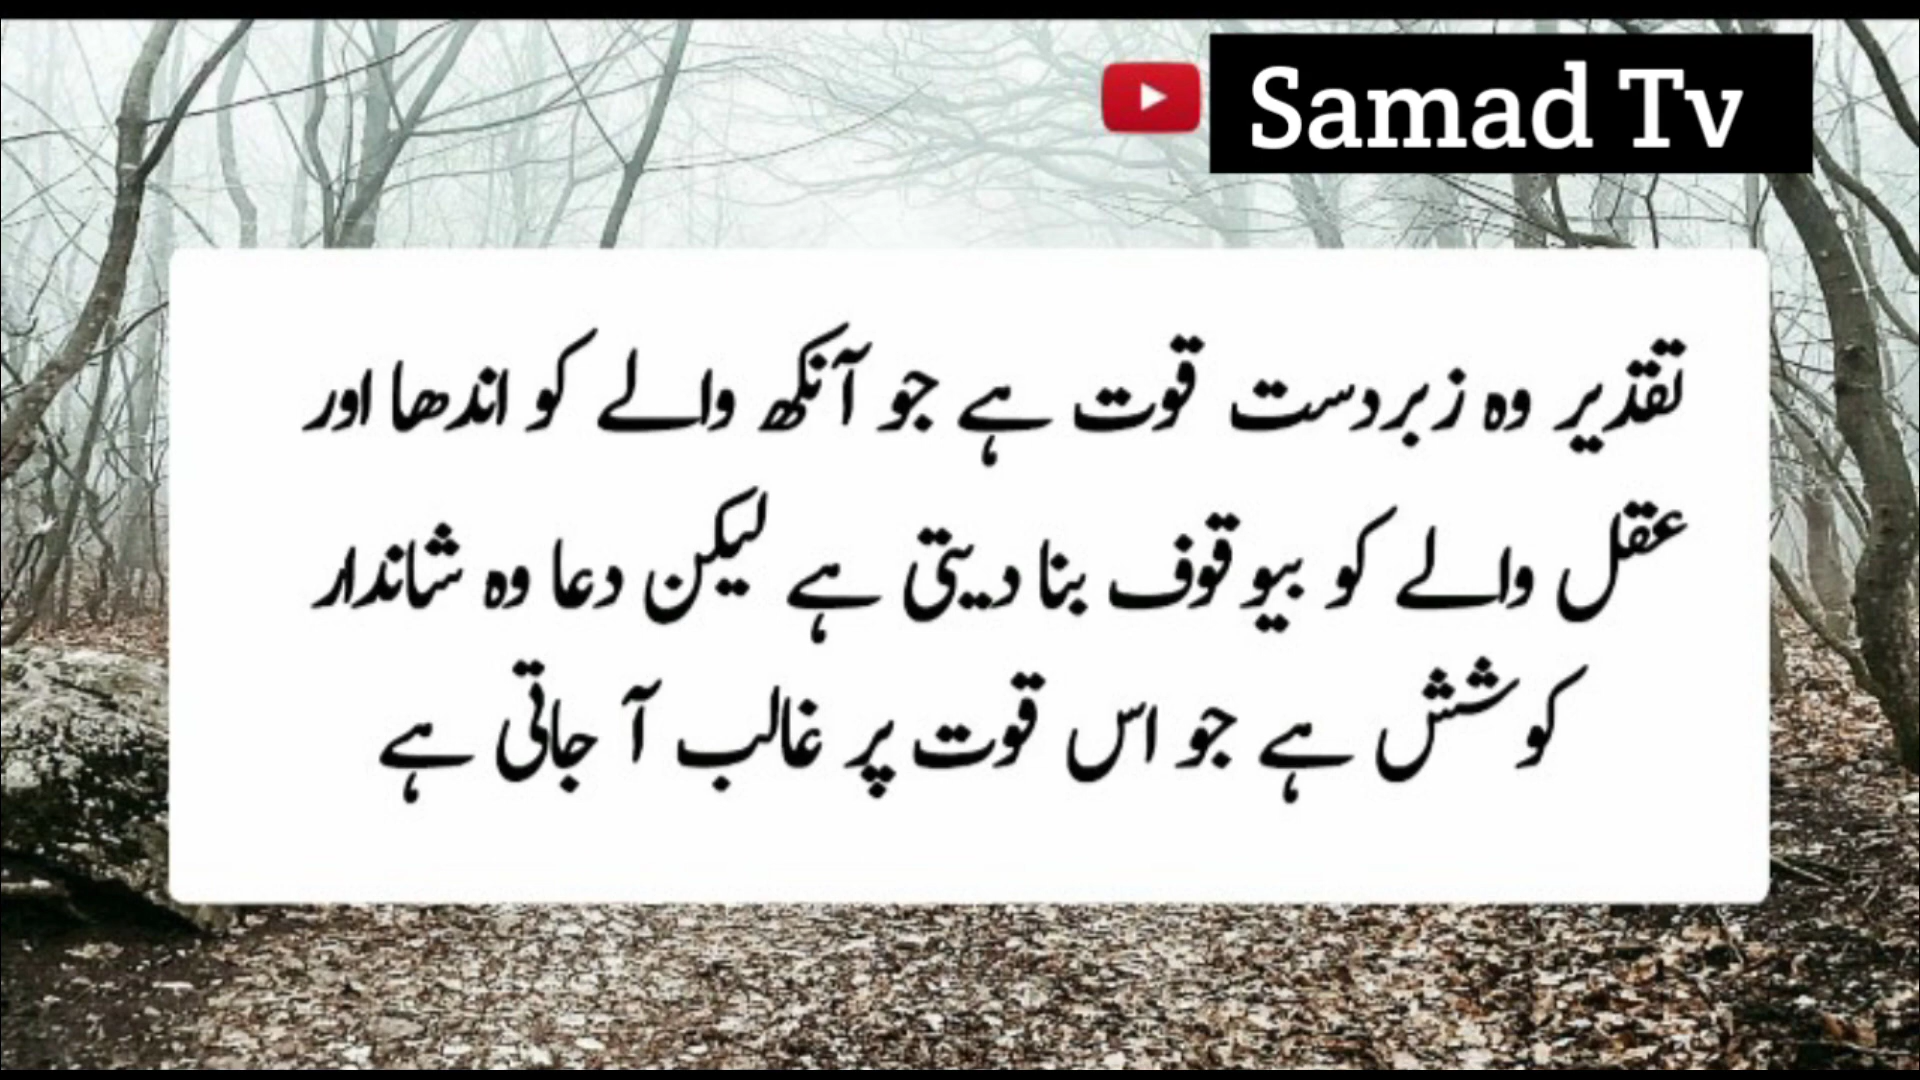 Samad Tv
تقدیر وہ زبردست قوت ہے جو آنکھ والے کو اندھا اور
عقل والے کو بیوقوف بنا دیتی ہے لیکن دعا وہ شاندار
کوشش ہے جو اس قوت پر غالب آ جاتی ہے